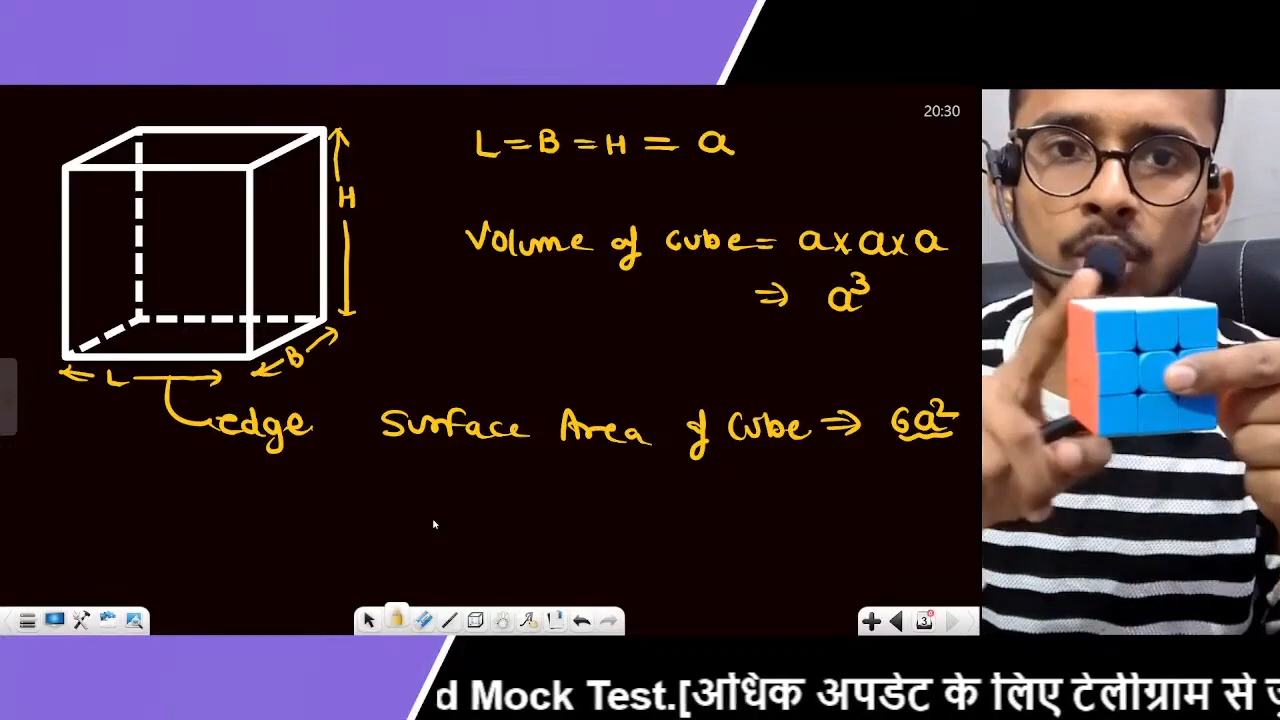 20:30
L = B = H = a
H
Volume of cube = a x a x a
⇒ a³
B
L
edge
Surface Area of Cube ⇒ 6a²
3
d Mock Test.[अधिक अपडेट के लिए टेलीग्राम से